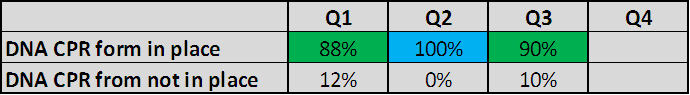 Q1 Q2 Q3 Q4
DNA CPR form in place 88% 100% 90%
DNA CPR from not in place 12% 0% 10%